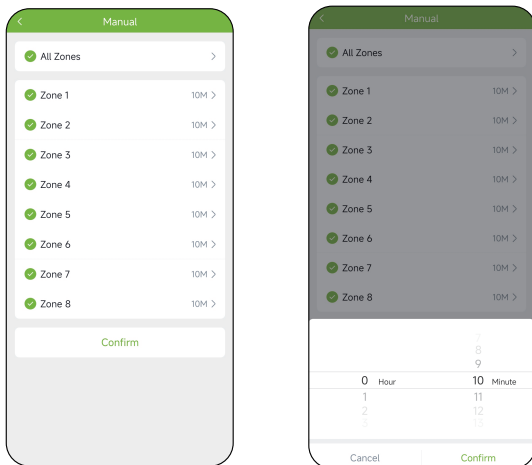 Manual
All Zones
Zone 1 10M
Zone 2 10M
Zone 3 10M
Zone 4 10M
Zone 5 10M
Zone 6 10M
Zone 7 10M
Zone 8 10M
Confirm
Manual
All Zones
Zone 1 10M
Zone 2 10M
Zone 3 10M
Zone 4 10M
Zone 5 10M
Zone 6 10M
Zone 7 10M
Zone 8 10M
7
8
9
0 Hour 10 Minute
1 11
2 12
3 13
Cancel Confirm